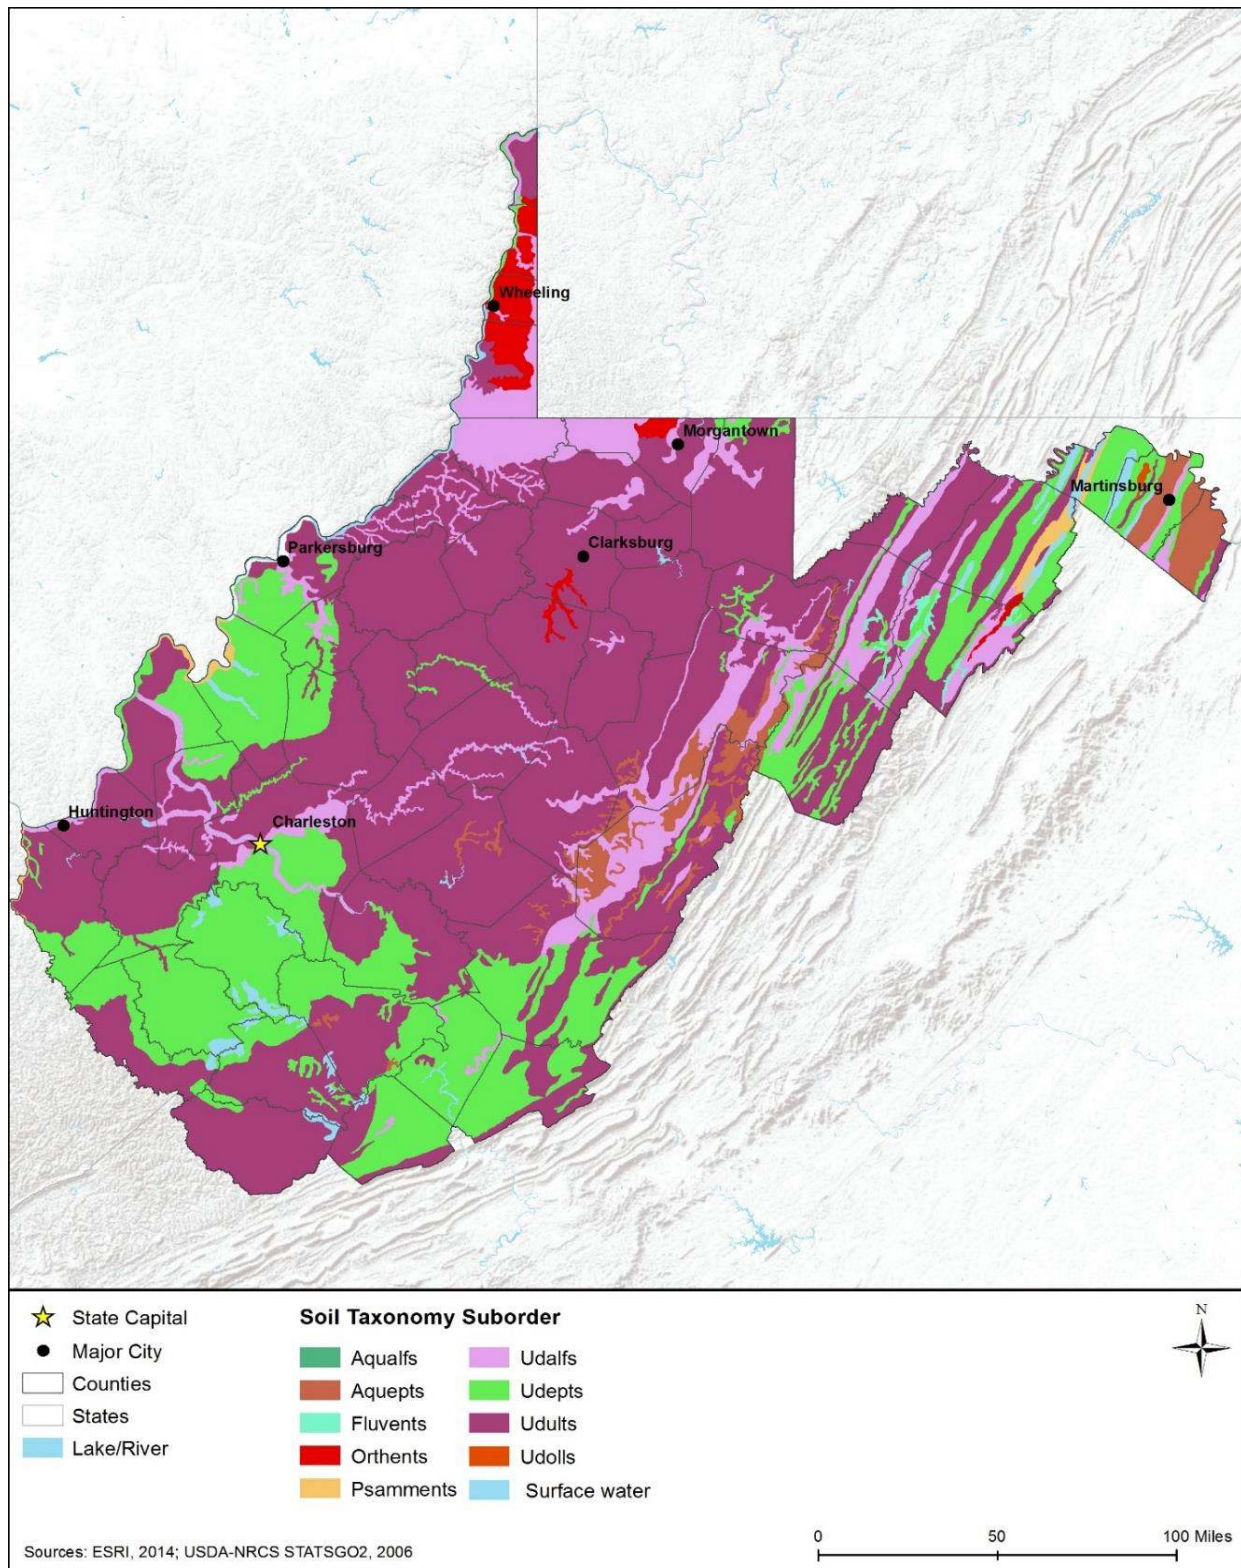 Wheeling
Morgantown
Martinsburg
Parkersburg
Clarksburg
Huntington
Charleston
State Capital
Major City
Counties
States
Lake/River
Soil Taxonomy Suborder
Aqualfs
Aquepts
Fluvents
Orthents
Psamments
Udalfs
Udepts
Udults
Udolls
Surface water
N
0 50 100 Miles
Sources: ESRI, 2014; USDA-NRCS STATSGO2, 2006